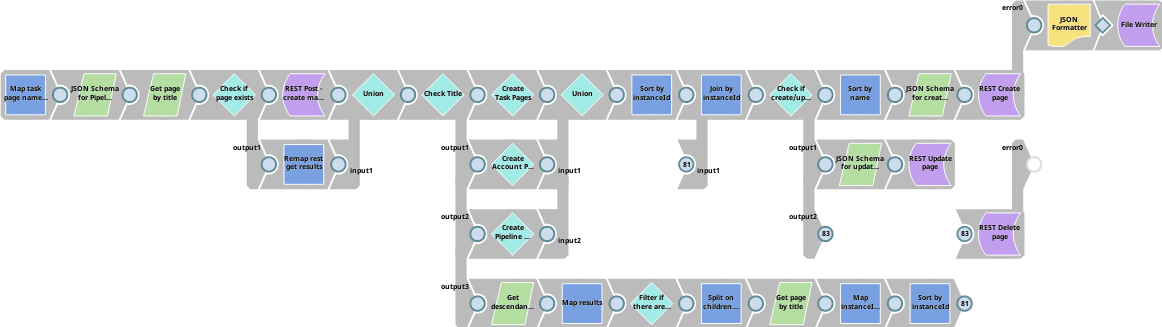 error0
JSON
Formatter
File Writer
Map task
page name...
JSON Schema
for Pipel...
Get page
by title
Check if
page exists
REST Post -
create ma...
Union
Check Title
Create
Task Pages
Union
Sort by
instanceId
Join by
instanceId
Check if
create/up...
Sort by
name
JSON Schema
for creat...
REST Create
page
output1
Remap rest
get results
input1
output1
Create
Account P...
input1
81
input1
output1
JSON Schema
for updat...
REST Update
page
error0
output2
Create
Pipeline ...
input2
output2
83
83
REST Delete
page
output3
Get
descendan...
Map results
Filter if
there are...
Split on
children....
Get page
by title
Map
instanceI...
Sort by
instanceId
81